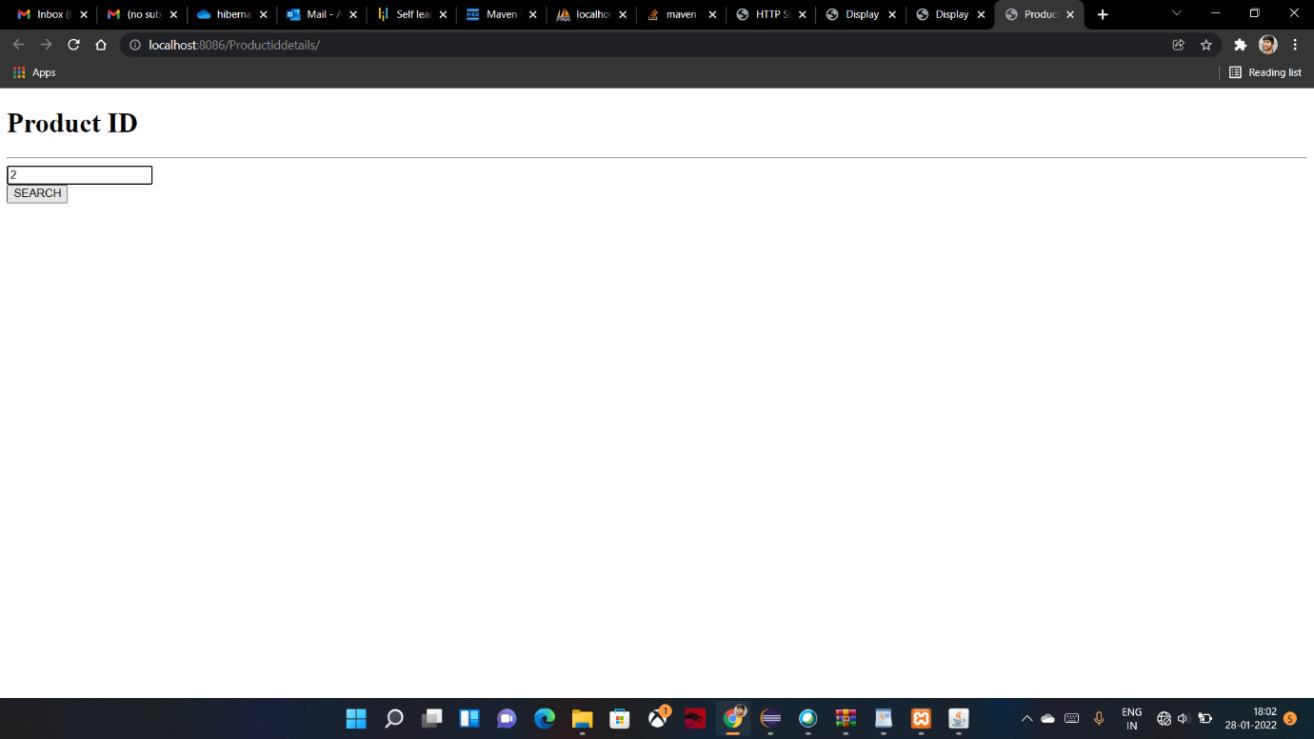 Inbox (
(no sub
hiberna
Mail - A
Self lea
Maven
localho
maven
HTTP S
Display
Display
Produc
localhost:8086/Productiddetails/
Apps
Reading list
Product ID
2
SEARCH
1
ENG
IN
18:02
28-01-2022
5